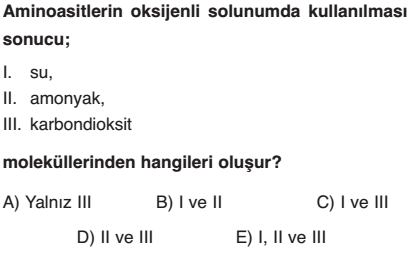 Aminoasitlerin oksijenli solunumda kullanılması
sonucu;
I. su,
II. amonyak,
III. karbondioksit
moleküllerinden hangileri oluşur?
A) Yalnız III B) I ve II C) I ve III
D) II ve III E) I, II ve III